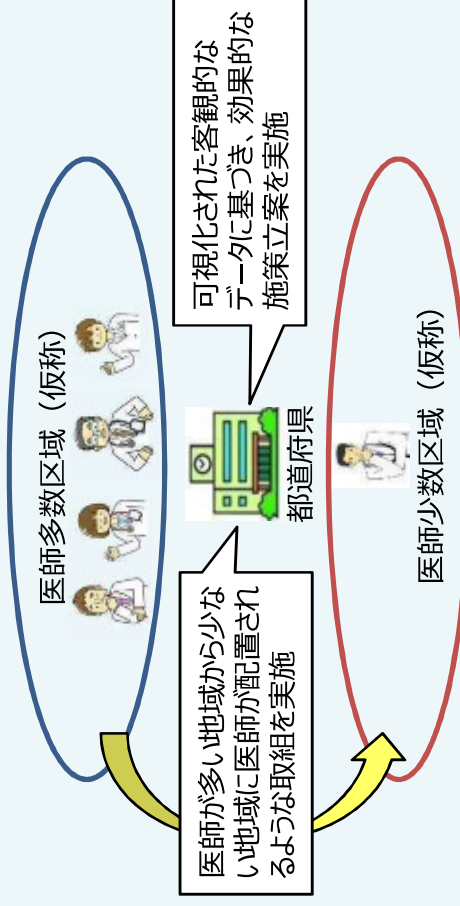 医師多数区域（仮称）
医師が多い地域から少な
い地域に医師が配置され
るような取組を実施
都道府県
可視化された客観的な
データに基づき、効果的な
施策立案を実施
医師少数区域（仮称）